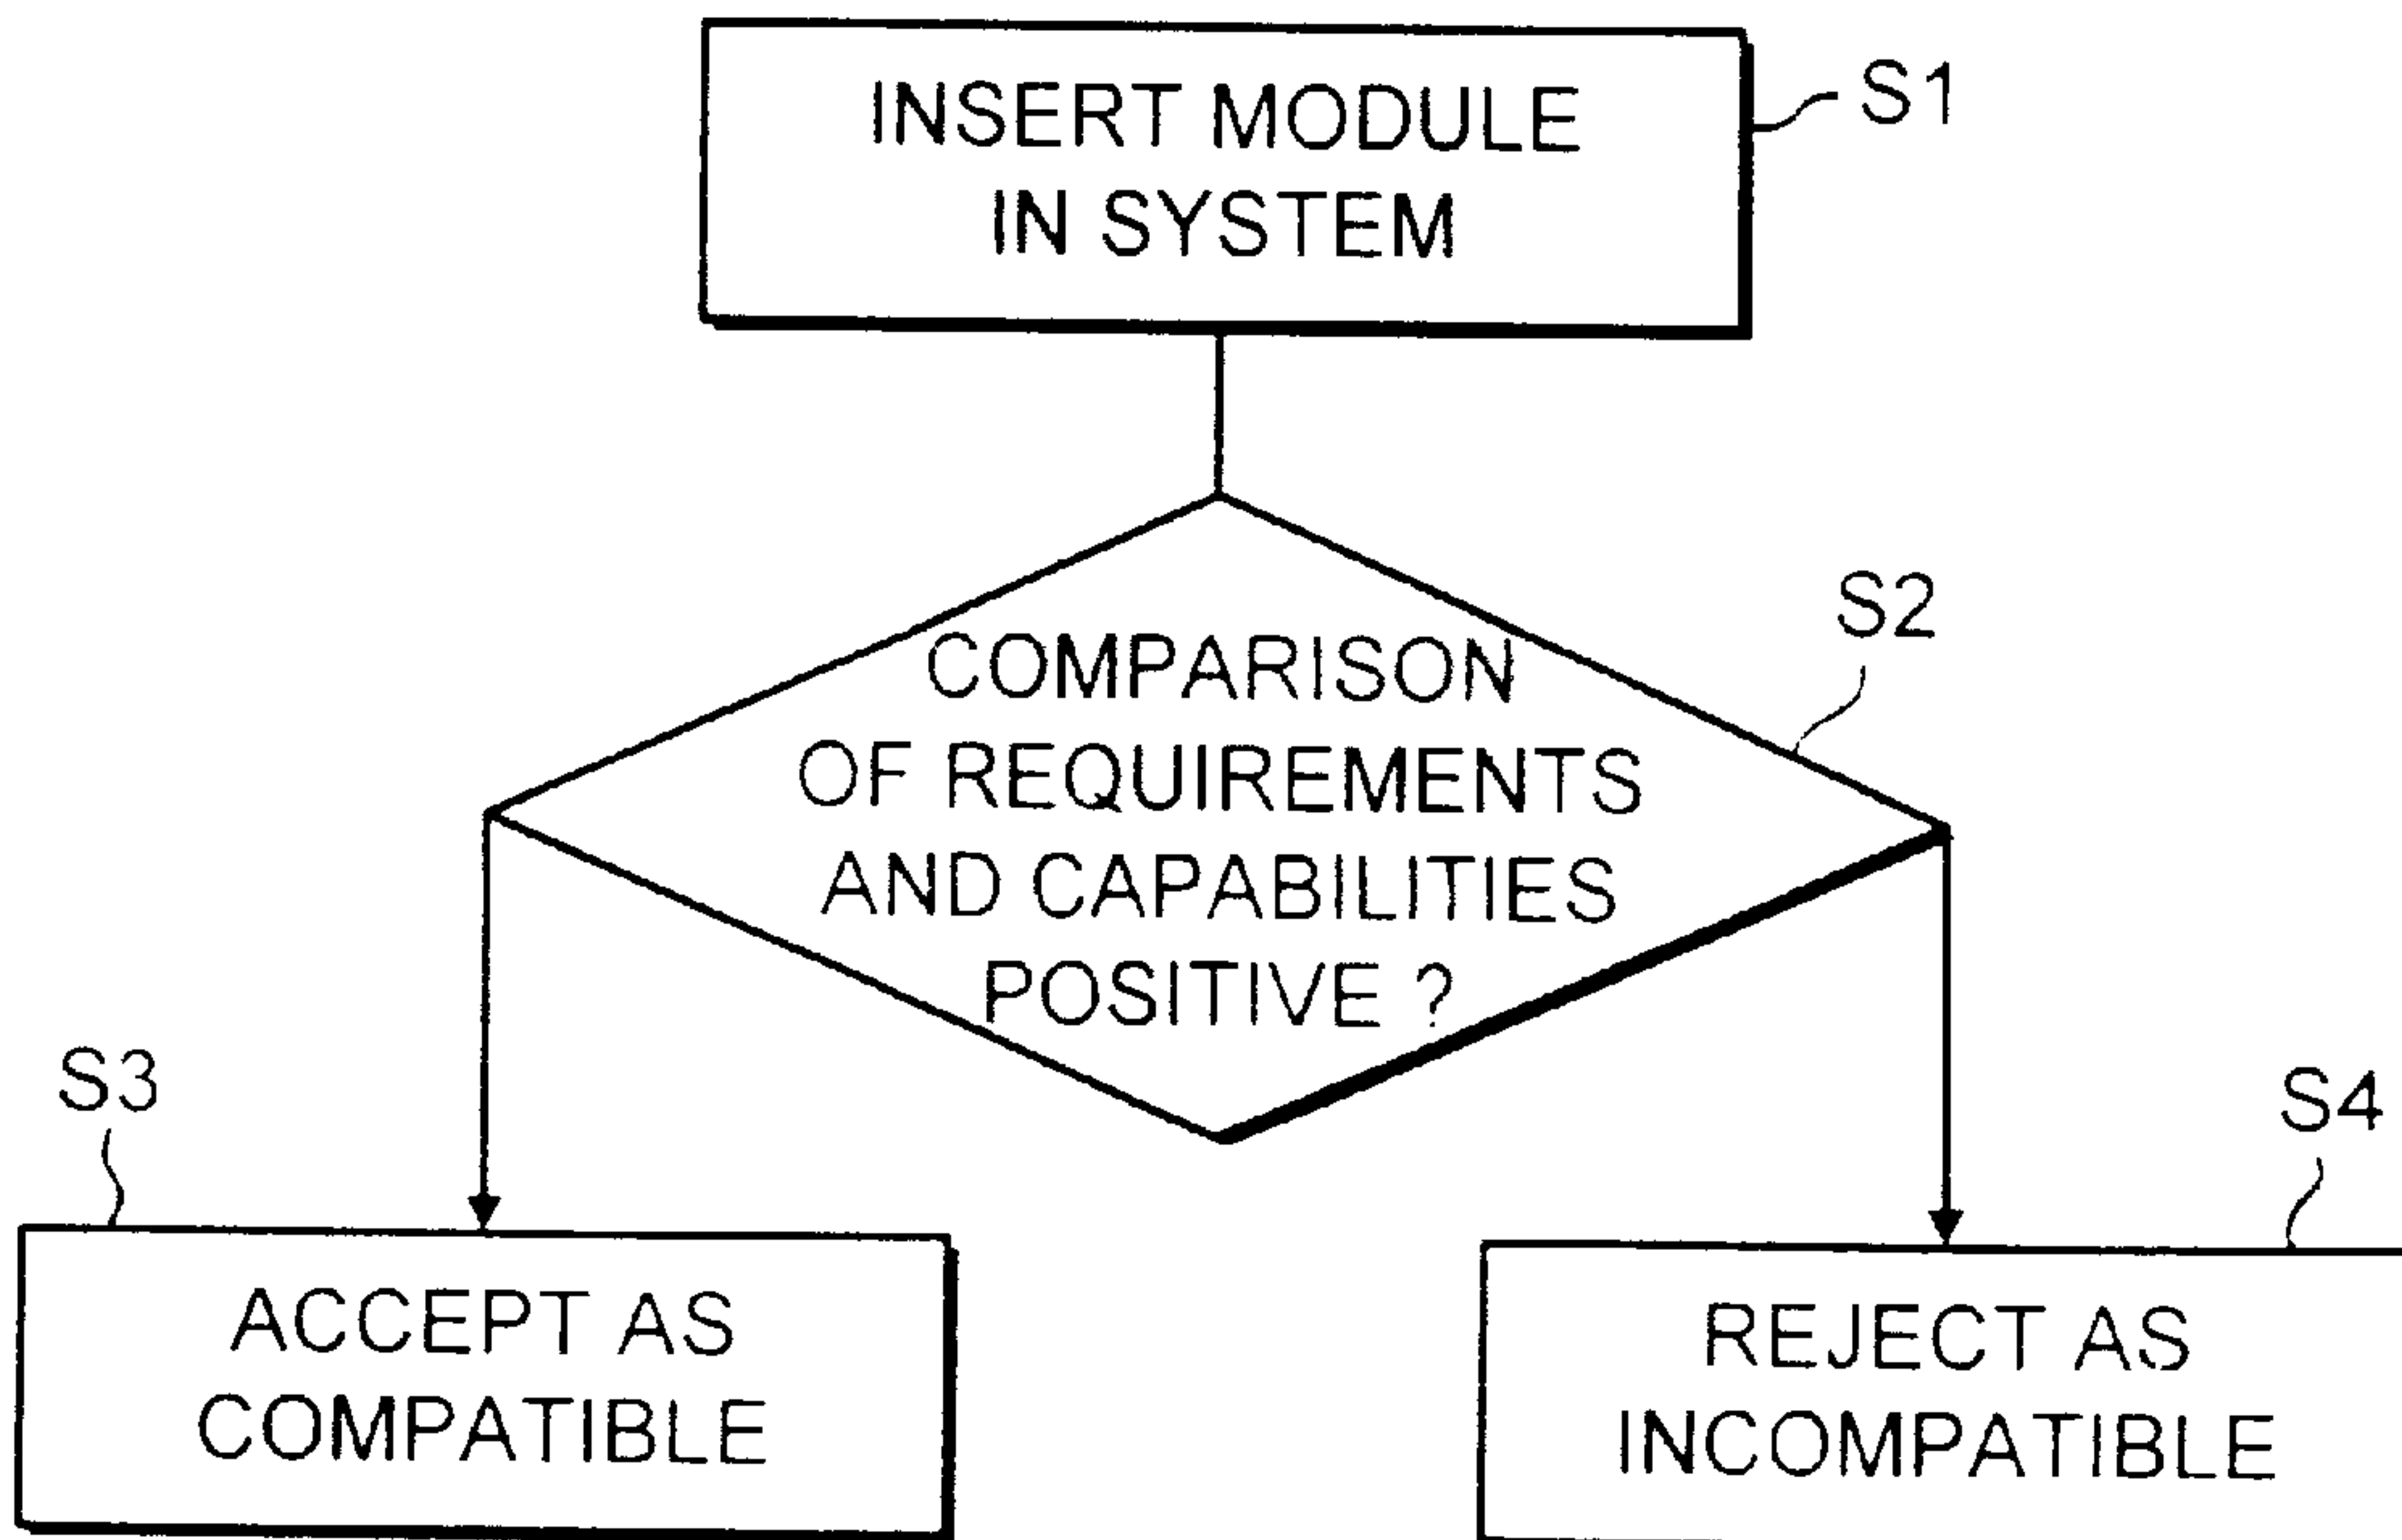 INSERT MODULE
IN SYSTEM
S1
COMPARISON
OF REQUIREMENTS
AND CAPABILITIES
POSITIVE ?
S2
S3
ACCEPT AS
COMPATIBLE
S4
REJECT AS
INCOMPATIBLE